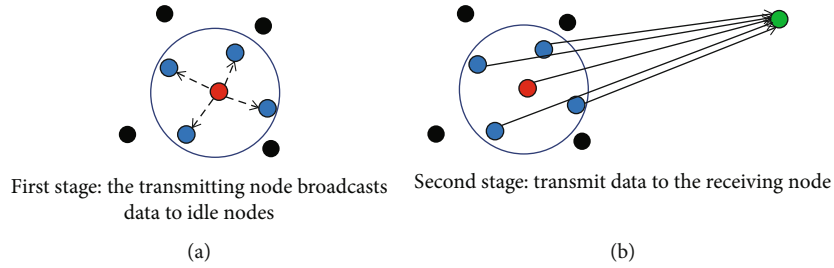 First stage: the transmitting node broadcasts
data to idle nodes
(a)
Second stage: transmit data to the receiving node
(b)